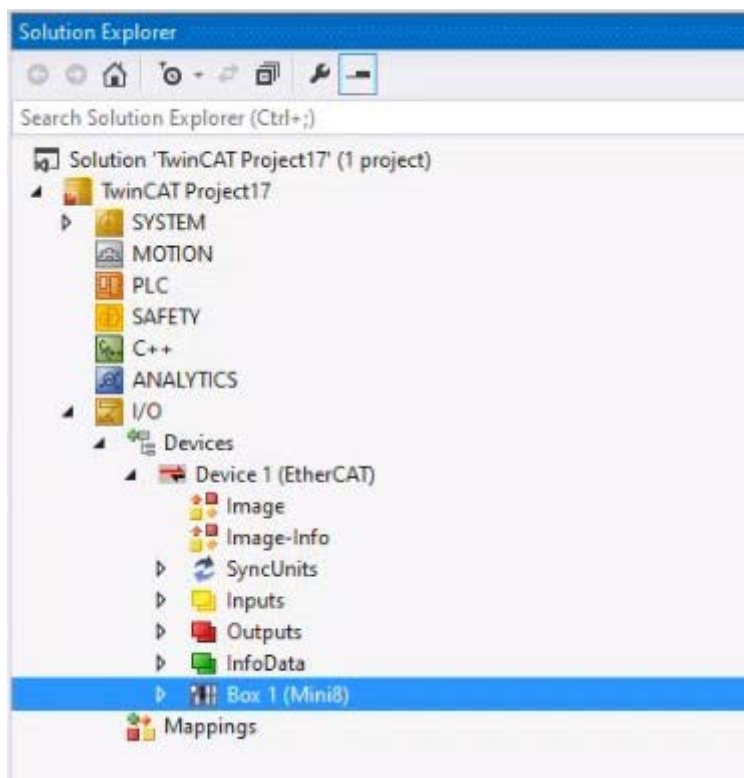 Solution Explorer
Search Solution Explorer (Ctrl+;)
Solution 'TwinCAT Project17' (1 project)
TwinCAT Project17
SYSTEM
MOTION
PLC
SAFETY
C++
ANALYTICS
I/O
Devices
Device 1 (EtherCAT)
Image
Image-Info
SyncUnits
Inputs
Outputs
InfoData
Box 1 (Mini8)
Mappings